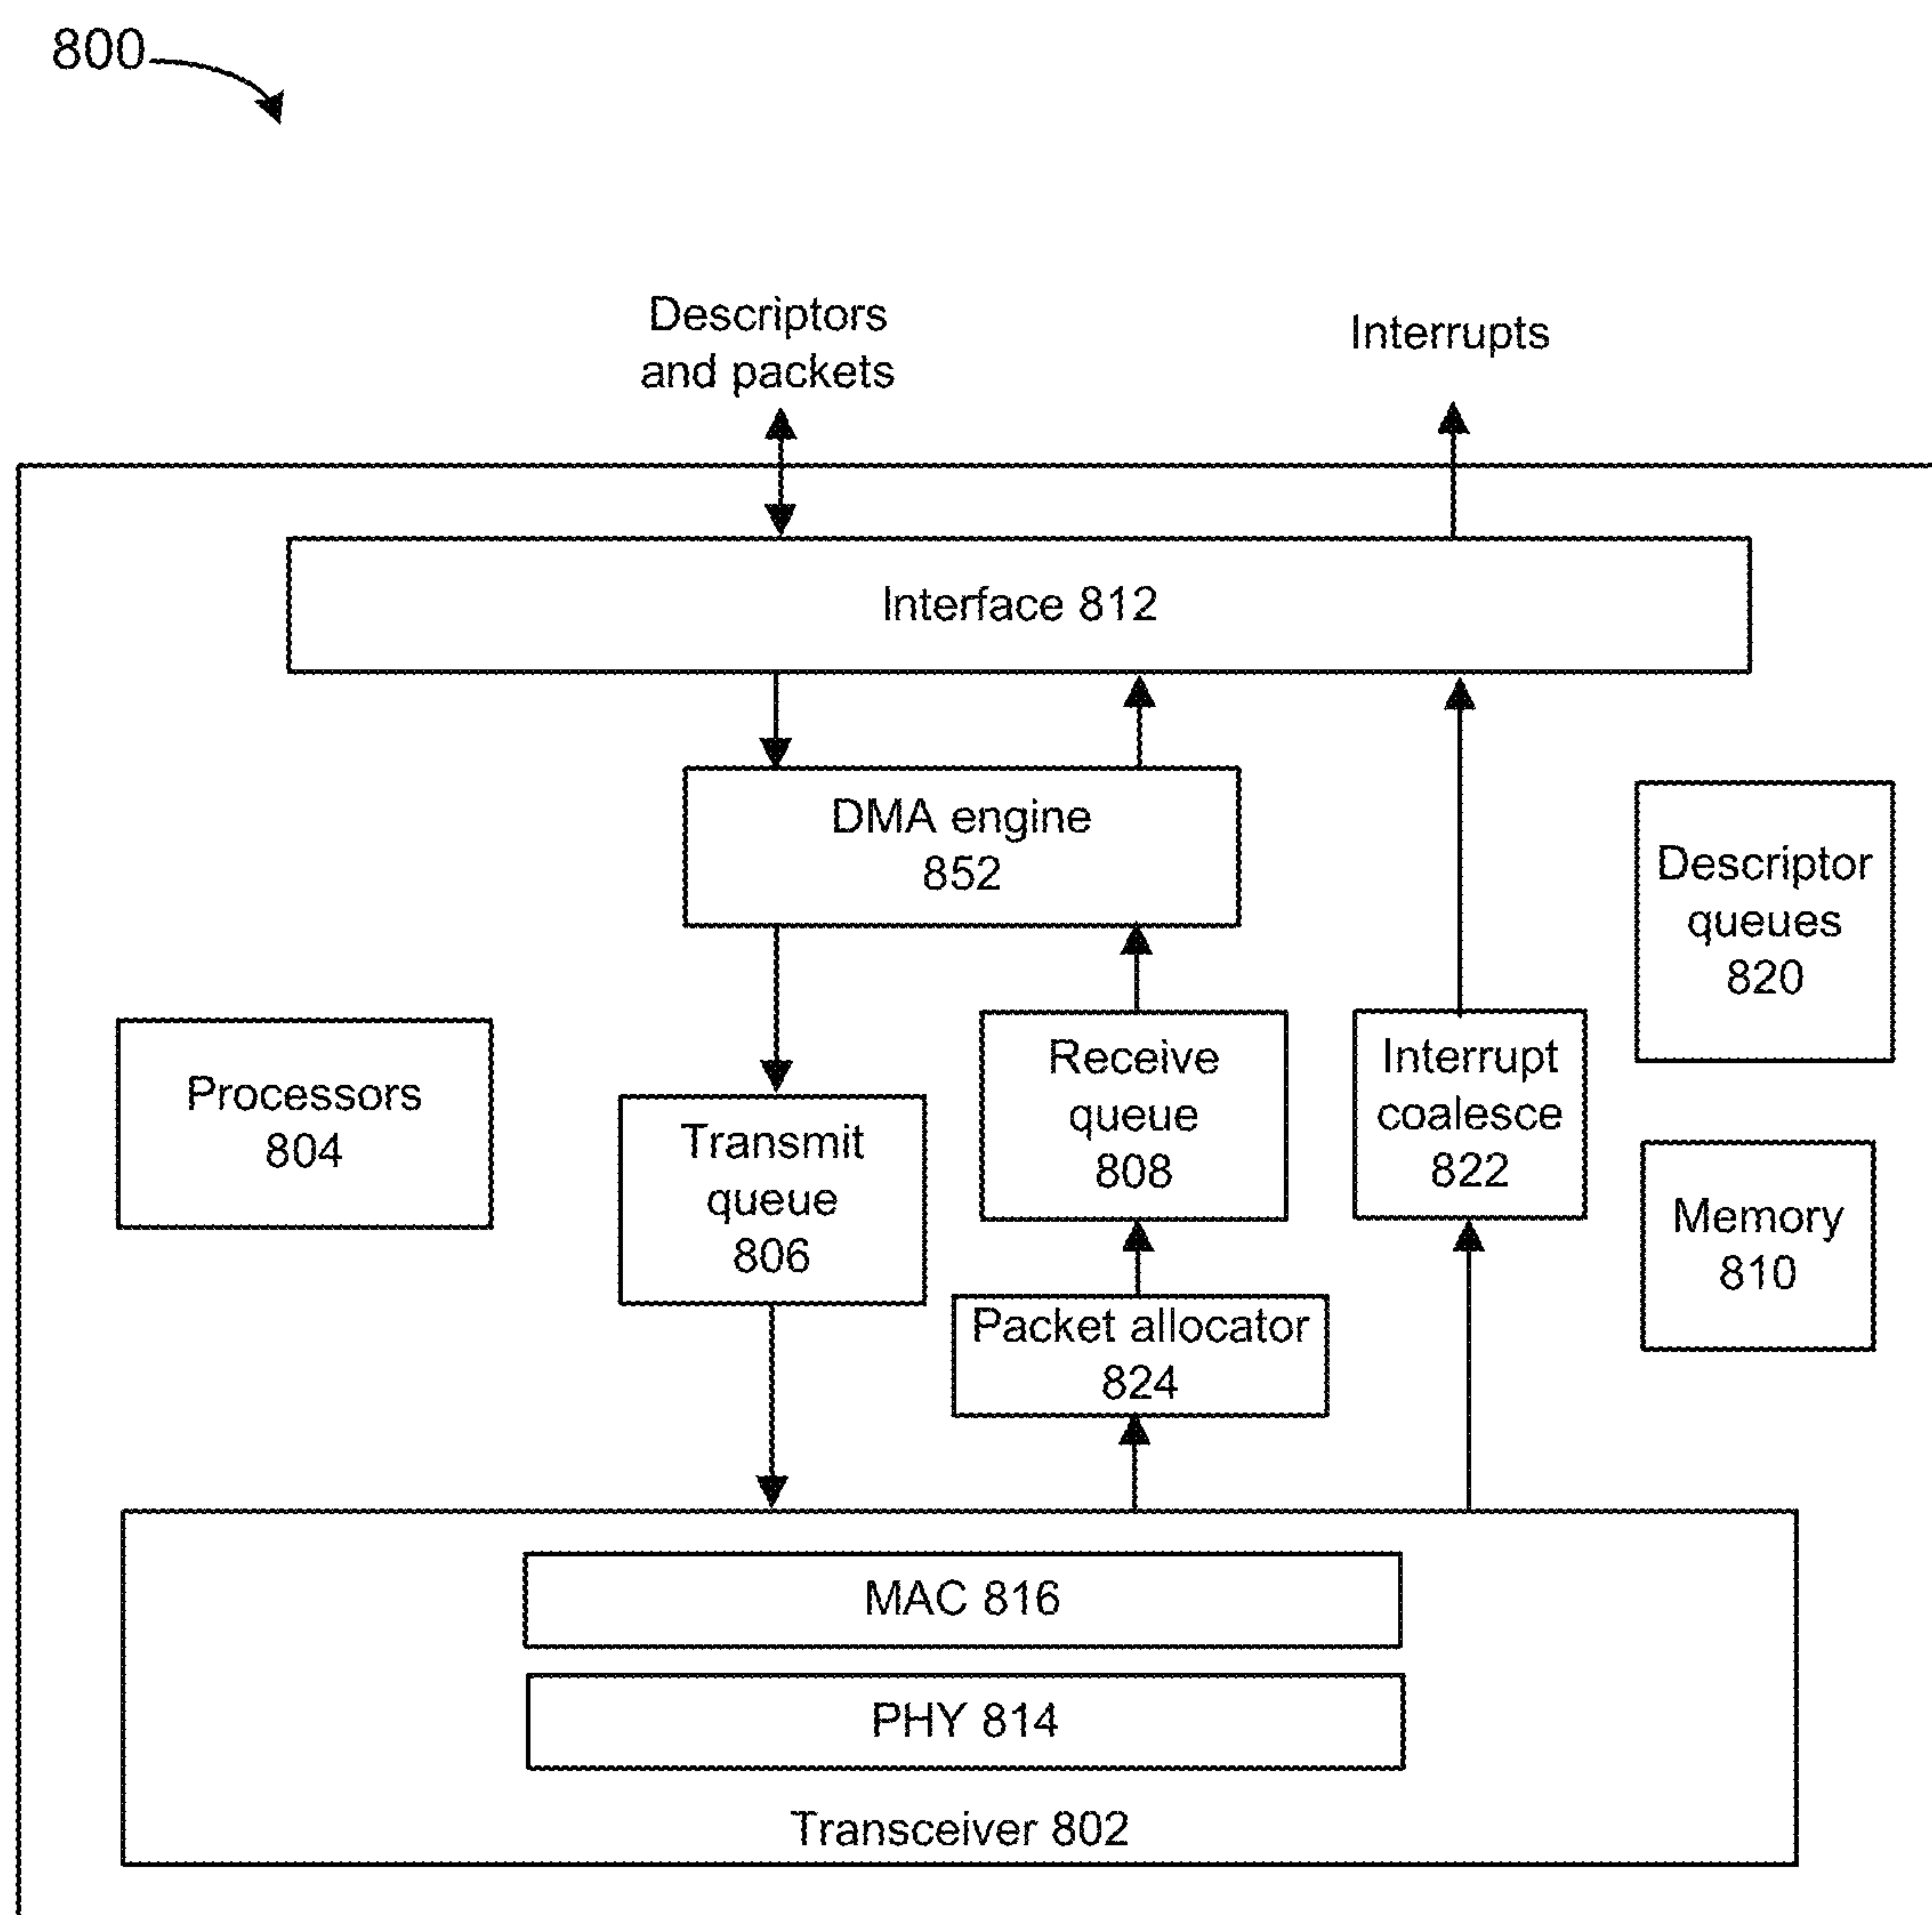 800
Descriptors
and packets
Interrupts
Interface 812
DMA engine
852
Descriptor
queues
820
Processors
804
Transmit
queue
806
Receive
queue
808
Interrupt
coalesce
822
Memory
810
Packet allocator
824
MAC 816
PHY 814
Transceiver 802